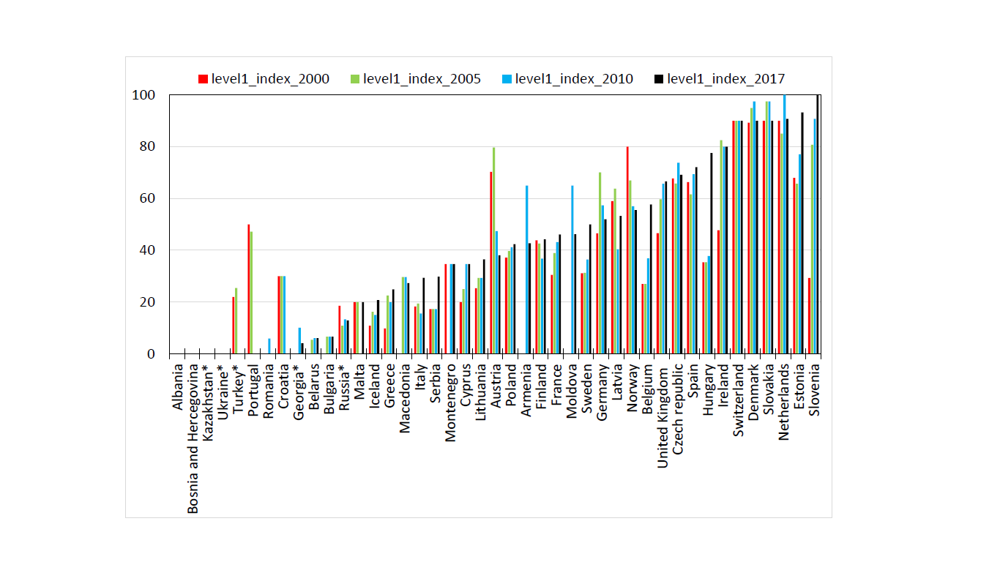 level1_index_2000 level1_index_2005 level1_index_2010 level1_index_2017
100
80
60
40
20
0
Albania
Bosnia and Hercegovina
Kazakhstan*
Ukraine*
Turkey*
Portugal
Romania
Croatia
Georgia*
Belarus
Bulgaria
Rusia*
Malta
Iceland
Greece
Macedonia
Italy
Serbia
Montenegro
Cyprus
Lithuania
Austria
Poland
Armenia
Finland
France
Moldova
Sweden
Germany
Latvia
Norway
Belgium
United Kingdom
Czech republic
Spain
Hungary
Ireland
Switzerland
Denmark
Slovakia
Netherlands
Estonia
Slovenia